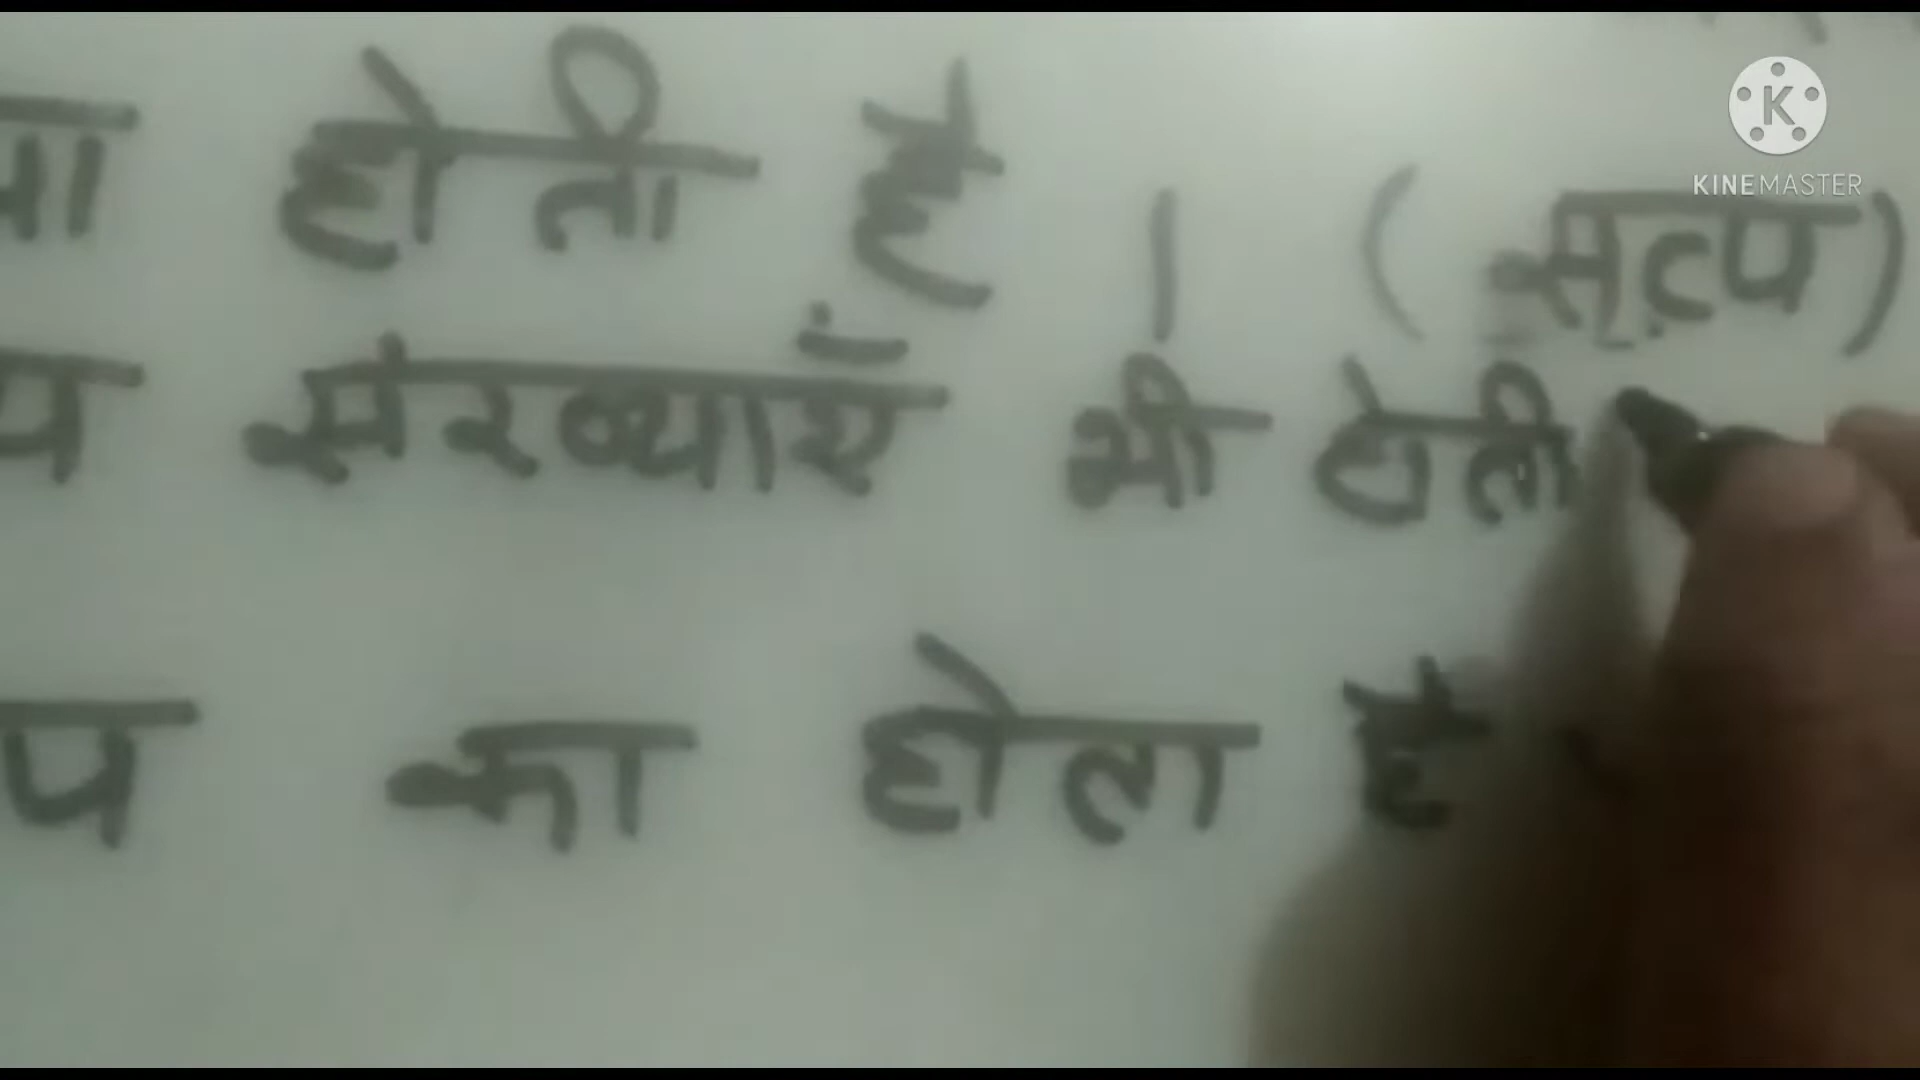 KINEMASTER
होती है । (सत्य)
संख्याएँ भी होती
का होता है